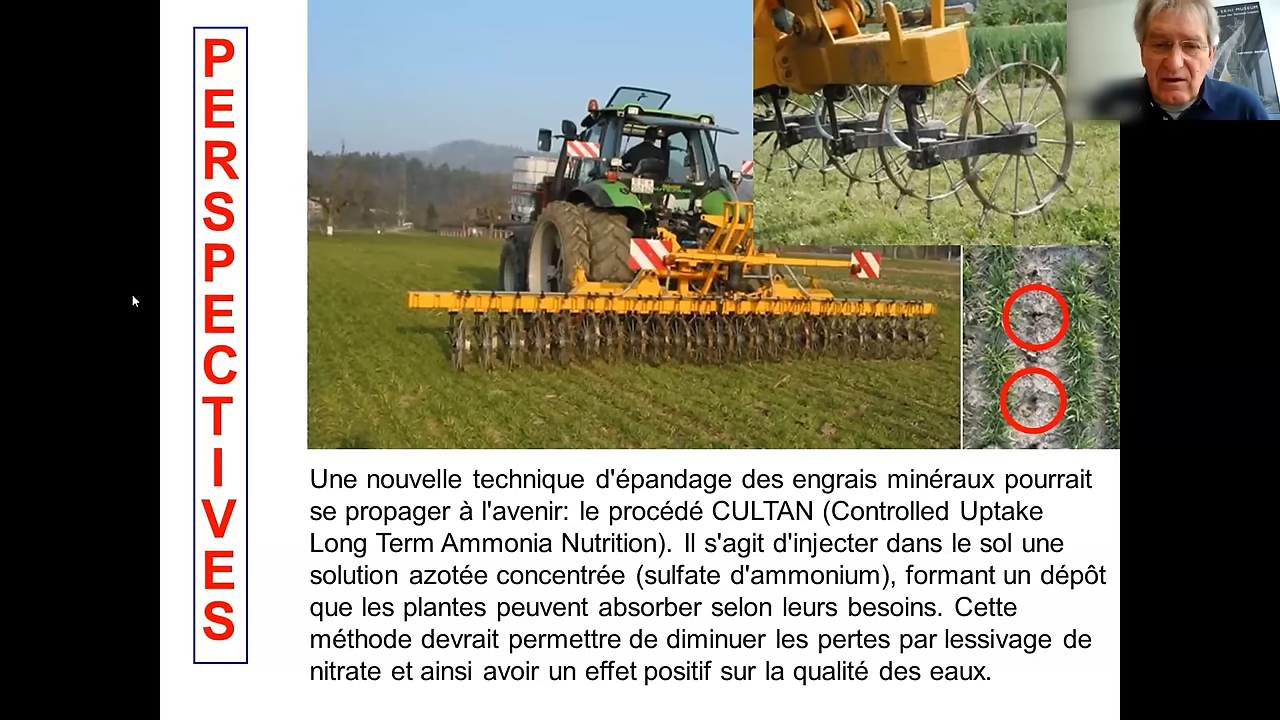 PERSPECTIVES
Une nouvelle technique d'épandage des engrais minéraux pourrait
se propager à l'avenir: le procédé CULTAN (Controlled Uptake
Long Term Ammonia Nutrition). Il s'agit d'injecter dans le sol une
solution azotée concentrée (sulfate d'ammonium), formant un dépôt
que les plantes peuvent absorber selon leurs besoins. Cette
méthode devrait permettre de diminuer les pertes par lessivage de
nitrate et ainsi avoir un effet positif sur la qualité des eaux.